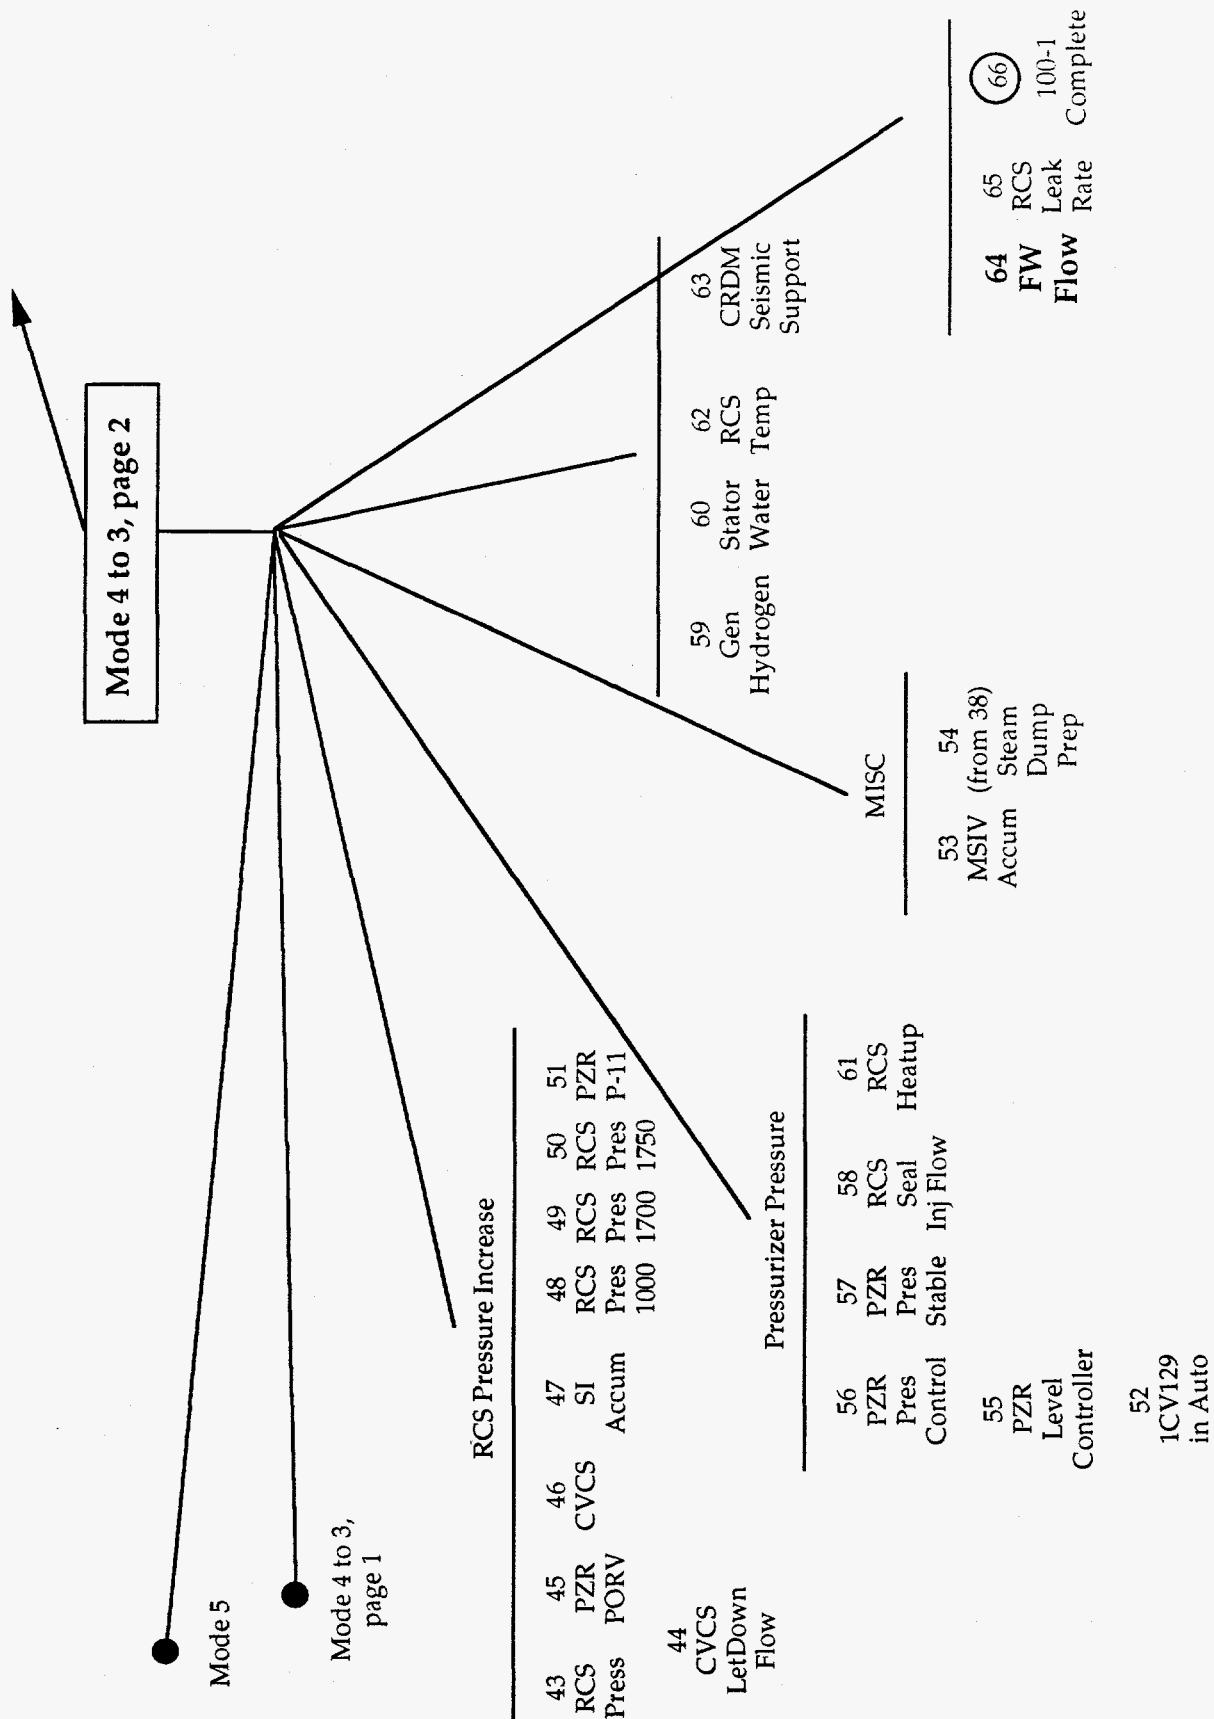 Mode 4 to 3, page 2
Mode 5
Mode 4 to 3,
page 1
RCS Pressure Increase
43
RCS
Press
44
CVCS
LetDown
Flow
45
PZR
PORV
46
CVCS
47
SI
Accum
48
RCS
Pres
1000
49
RCS
Pres
1700
50
RCS
Pres
1750
51
PZR
P-11
Pressurizer Pressure
56
PZR
Pres
Control
55
PZR
Level
Controller
52
1CV129
in Auto
57
PZR
Pres
Stable
58
RCS
Seal
Inj Flow
61
RCS
Heatup
MISC
53
MSIV
Accum
54
(from 38)
Steam
Dump
Prep
59
Gen
Hydrogen
60
Stator
Water
62
RCS
Temp
63
CRDM
Seismic
Support
64
FW
Flow
65
RCS
Leak
Rate
66
100-1
Complete